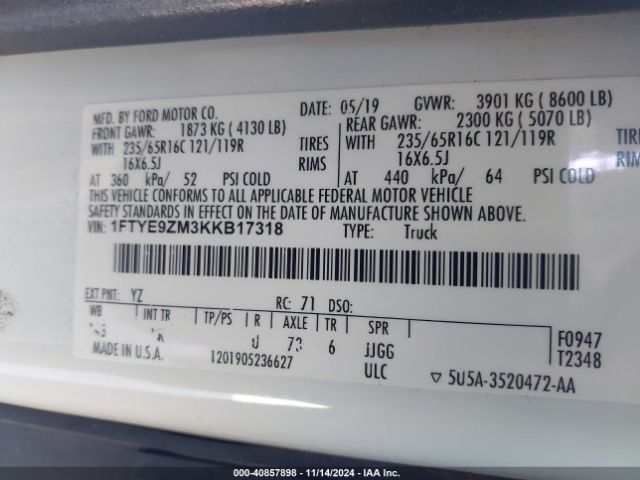 MFD. BY FORD MOTOR CO. DATE: 05/19 GVWR: 3901 KG ( 8600 LB)
FRONT GAWR: 1873 KG ( 4130 LB) REAR GAWR: 2300 KG ( 5070 LB)
WITH 235/65R16C 121/119R TIRES WITH 235/65R16C 121/119R TIRE
16X6.5J RIMS 16X6.5J RIMS
AT 360 kPa/ 52 PSI COLD AT 440 kPa/ 64 PSI COLD
THIS VEHICLE CONFORMS TO ALL APPLICABLE FEDERAL MOTOR VEHICLE
SAFETY STANDARDS IN EFFECT ON THE DATE OF MANUFACTURE SHOWN ABOVE.
VIN: 1FTYE9ZM3KKB17318 TYPE: Truck
EXT PNT: YZ RC: 71 DSO:
WB INT TR TP/PS R AXLE TR SPR
6 JJGG F0947
MADE IN U.S.A. 1201905236627 ULC T2348
▽ 5U5A-3520472-AA
000-40857898 - 11/14/2024 - IAA Inc.